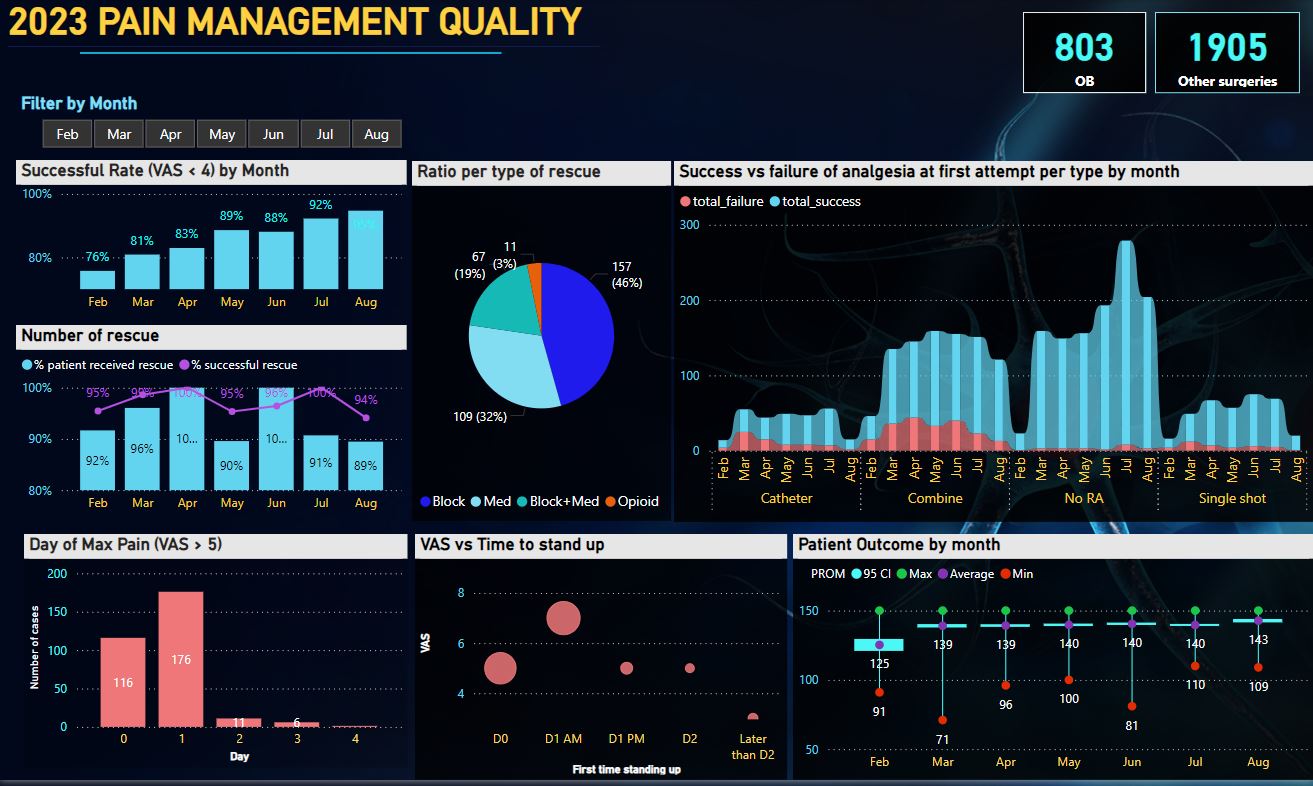 2023 PAIN MANAGEMENT QUALITY
803
OB
1905
Other surgeries
Filter by Month
Feb Mar Apr May Jun Jul Aug
Successful Rate (VAS < 4) by Month
100%
80%
76% 81% 83% 89% 88% 92% 95%
Feb Mar Apr May Jun Jul Aug
Number of rescue
% patient received rescue % successful rescue
100%
90%
80%
95% 99% 100% 95% 96% 100% 94%
92% 96% 10... 90% 10... 91% 89%
Feb Mar Apr May Jun Jul Aug
Ratio per type of rescue
11
(3%)
67
(19%)
157
(46%)
109 (32%)
Block Med Block+Med Opioid
Success vs failure of analgesia at first attempt per type by month
total_failure total_success
300
200
100
0
Feb Mar Apr May Jun Jul Aug Feb Mar Apr May Jun Jul Aug Feb Mar Apr May Jun Jul Aug Feb Mar Apr May Jun Jul Aug
Catheter Combine No RA Single shot
Day of Max Pain (VAS > 5)
Number of cases
200
150
100
50
0
116 176 11 6
0 1 2 3 4
Day
VAS vs Time to stand up
VAS
8
6
4
D0 D1 AM D1 PM D2 Later
than D2
First time standing up
Patient Outcome by month
PROM 95 CI Max Average Min
150
100
50
125 139 139 140 140 140 143
91 71 96 100 81 110 109
Feb Mar Apr May Jun Jul Aug